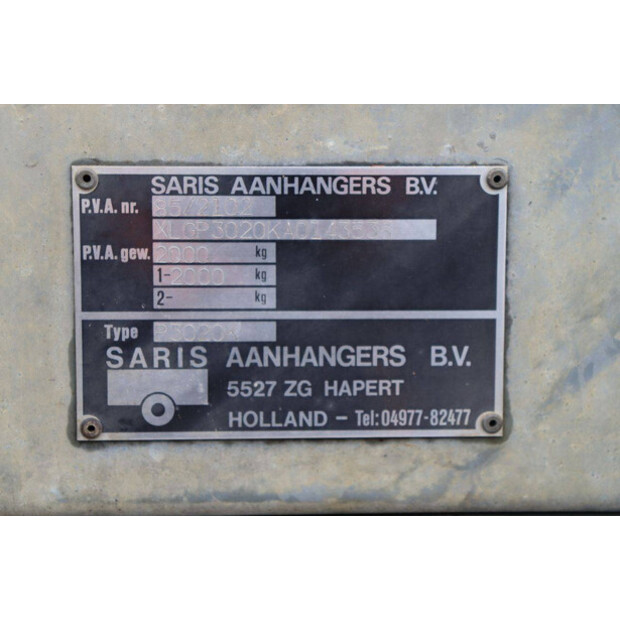 SARIS AANHANGERS B.V.
P.V.A. nr.
P.V.A. gew. 2000 kg
1-2000 kg
2- kg
Type P3020K
SARIS AANHANGERS B.V.
5527 ZG HAPERT
HOLLAND - Tel: 04977-82477